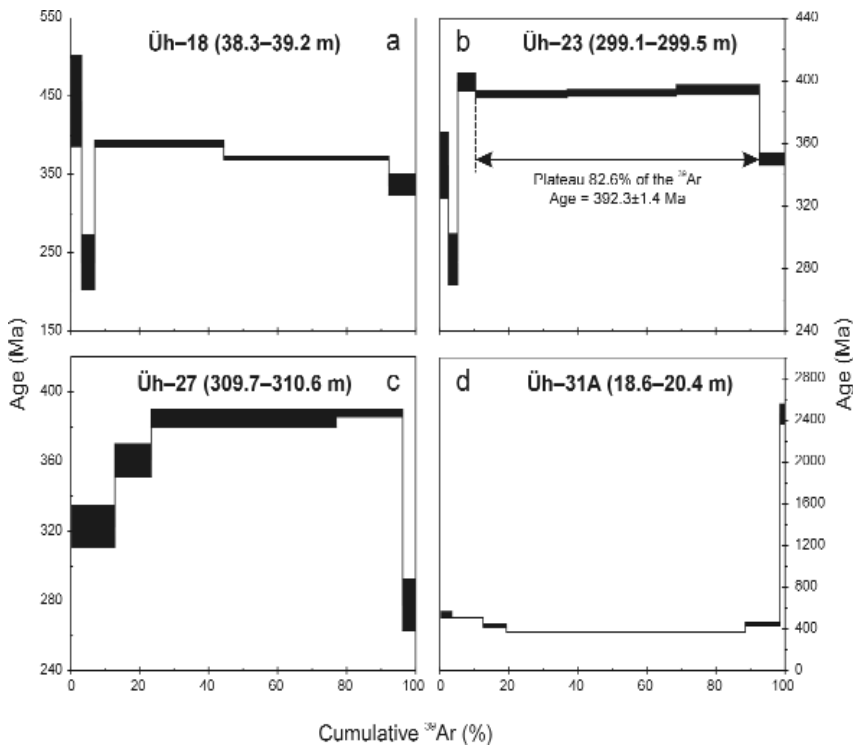 Üh–18 (38.3–39.2 m) a
550
450
350
250
150
Üh–23 (299.1–299.5 m) b
440
400
360
320
280
240
Plateau 82.6% of the ³⁹Ar
Age = 392.3±1.4 Ma
Üh–27 (309.7–310.6 m) c
400
360
320
280
240
0 20 40 60 80 100
Üh–31A (18.6–20.4 m) d
2800
2400
2000
1600
1200
800
400
0
0 20 40 60 80 100
Age (Ma)
Age (Ma)
Cumulative ³⁹Ar (%)